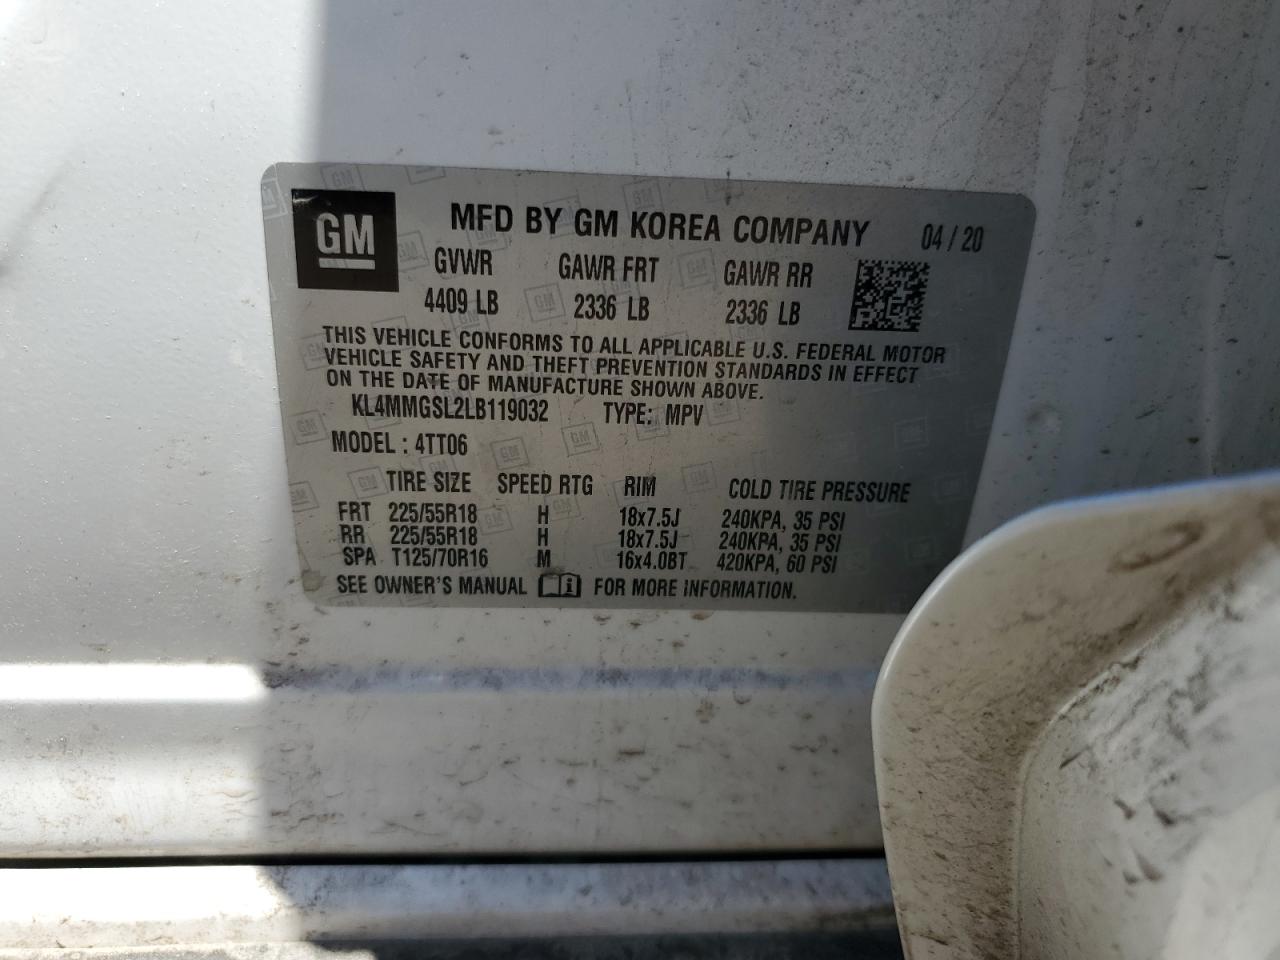 GM MFD BY GM KOREA COMPANY 04 / 20
GVWR GAWR FRT GAWR RR
4409 LB 2336 LB 2336 LB
THIS VEHICLE CONFORMS TO ALL APPLICABLE U.S. FEDERAL MOTOR
VEHICLE SAFETY AND THEFT PREVENTION STANDARDS IN EFFECT
ON THE DATE OF MANUFACTURE SHOWN ABOVE.
KL4MMGSL2LB119032 TYPE: MPV
MODEL : 4TT06
TIRE SIZE SPEED RTG RIM COLD TIRE PRESSURE
FRT 225/55R18 H 18x7.5J 240KPA, 35 PSI
RR 225/55R18 H 18x7.5J 240KPA, 35 PSI
SPA T125/70R16 M 16x4.0BT 420KPA, 60 PSI
SEE OWNER'S MANUAL FOR MORE INFORMATION.